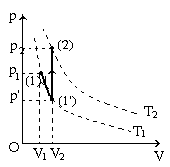 p
p₂
(2)
p₁
(1)
p'
(1')
T₂
T₁
O
V₁ V₂
V